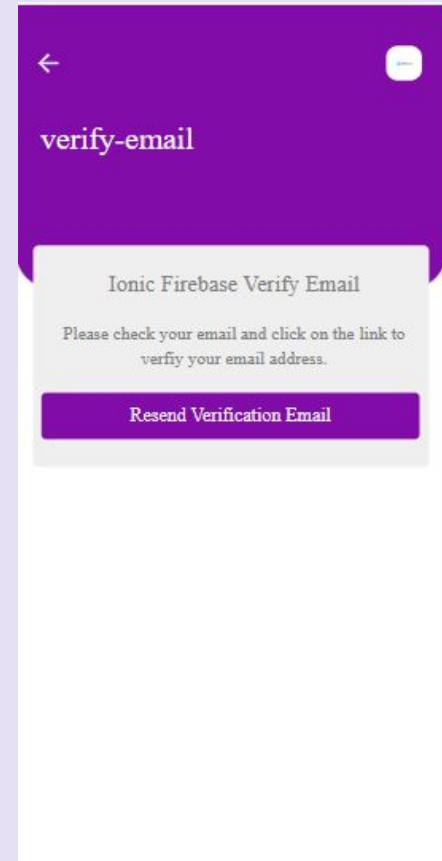 verify-email
Ionic Firebase Verify Email
Please check your email and click on the link to
verfiy your email address.
Resend Verification Email